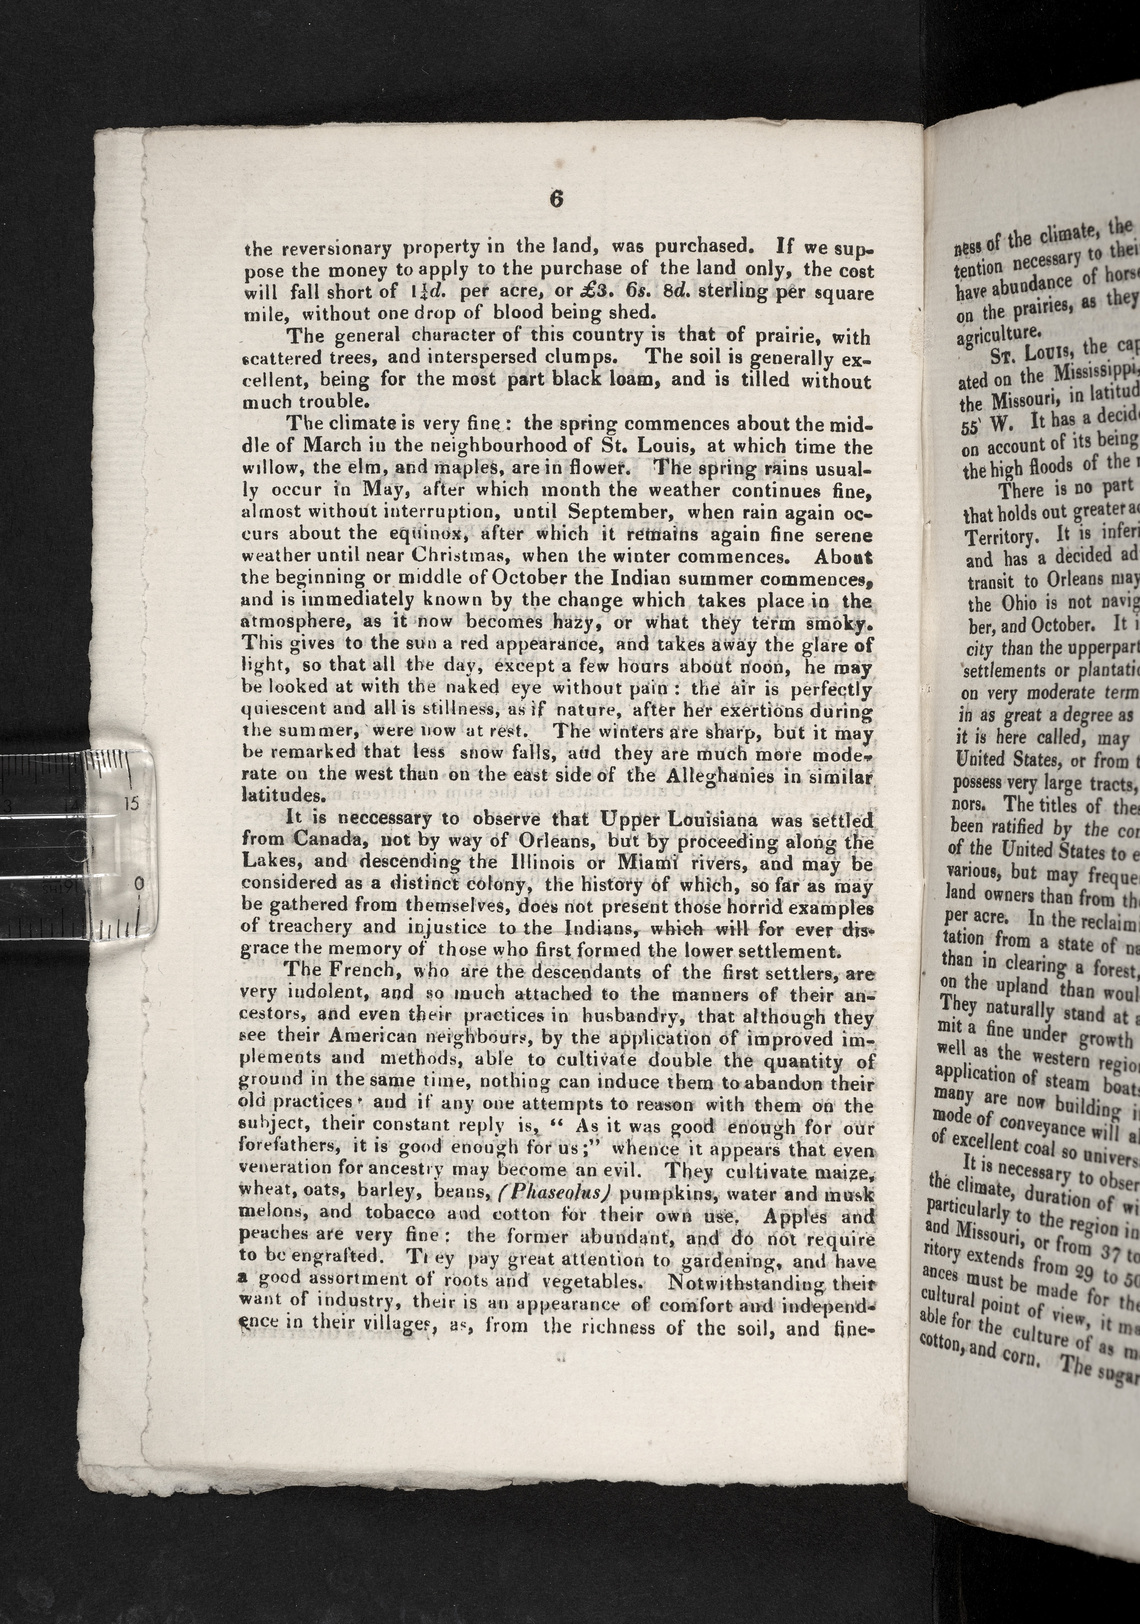 6
the reversionary property in the land, was purchased. If we sup-
pose the money to apply to the purchase of the land only, the cost
will fall short of 1¼d. per acre, or £3. 6s. 8d. sterling per square
mile, without one drop of blood being shed.
The general character of this country is that of prairie, with
scattered trees, and interspersed clumps. The soil is generally ex-
cellent, being for the most part black loam, and is tilled without
much trouble.
The climate is very fine: the spring commences about the mid-
dle of March in the neighbourhood of St. Louis, at which time the
willow, the elm, and maples, are in flower. The spring rains usual-
ly occur in May, after which month the weather continues fine,
almost without interruption, until September, when rain again oc-
curs about the equinox, after which it remains again fine serene
weather until near Christmas, when the winter commences. About
the beginning or middle of October the Indian summer commences,
and is immediately known by the change which takes place in the
atmosphere, as it now becomes hazy, or what they term smoky.
This gives to the sun a red appearance, and takes away the glare of
light, so that all the day, except a few hours about noon, he may
be looked at with the naked eye without pain: the air is perfectly
quiescent and all is stillness, as if nature, after her exertions during
the summer, were now at rest. The winters are sharp, but it may
be remarked that less snow falls, and they are much more mode-
rate on the west than on the east side of the Alleghanies in similar
latitudes.
It is neccessary to observe that Upper Louisiana was settled
from Canada, not by way of Orleans, but by proceeding along the
Lakes, and descending the Illinois or Miami rivers, and may be
considered as a distinct colony, the history of which, so far as may
be gathered from themselves, does not present those horrid examples
of treachery and injustice to the Indians, which will for ever dis-
grace the memory of those who first formed the lower settlement.
The French, who are the descendants of the first settlers, are
very indolent, and so much attached to the manners of their an-
cestors, and even their practices in husbandry, that although they
see their American neighbours, by the application of improved im-
plements and methods, able to cultivate double the quantity of
ground in the same time, nothing can induce them to abandon their
old practices' and if any one attempts to reason with them on the
subject, their constant reply is, “ As it was good enough for our
forefathers, it is good enough for us;” whence it appears that even
veneration for ancestry may become an evil. They cultivate maize,
wheat, oats, barley, beans, (Phaseolus) pumpkins, water and musk
melons, and tobacco and cotton for their own use. Apples and
peaches are very fine: the former abundant, and do not require
to be engrafted. They pay great attention to gardening, and have
a good assortment of roots and vegetables. Notwithstanding their
want of industry, their is an appearance of comfort and independ-
ence in their villages, as, from the richness of the soil, and fine-
ness of the climate, the
tention necessary to thei
have abundance of horse
on the prairies, as they
agriculture.
St. Louis, the cap
ated on the Mississippi,
the Missouri, in latitud
55' W. It has a decid
on account of its being
the high floods of the
There is no part
that holds out greater a
Territory. It is inferi
and has a decided ad
transit to Orleans may
the Ohio is not navig
ber, and October. It i
city than the upper part
settlements or plantati
on very moderate term
in as great a degree as
it is here called, may
United States, or from t
possess very large tracts,
nors. The titles of the
been ratified by the co
of the United States to e
various, but may freque
land owners than from th
per acre. In the reclaim
tation from a state of na
than in clearing a forest,
on the upland than woul
They naturally stand at a
mit a fine under growth
well as the western region
application of steam boats
many are now building i
mode of conveyance will al
of excellent coal so univers
It is necessary to obser
the climate, duration of wi
particularly to the region in
and Missouri, or from 37 to
ritory extends from 29 to 50
ances must be made for the
cultural point of view, it ma
able for the culture of as m
cotton, and corn. The sugar
15
0